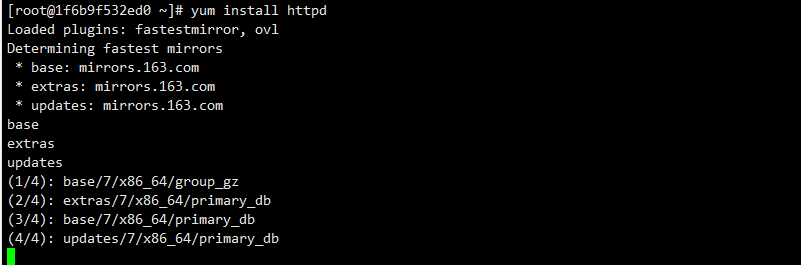 [root@1f6b9f532ed0 ~]# yum install httpd
Loaded plugins: fastestmirror, ovl
Determining fastest mirrors
 * base: mirrors.163.com
 * extras: mirrors.163.com
 * updates: mirrors.163.com
base
extras
updates
(1/4): base/7/x86_64/group_gz
(2/4): extras/7/x86_64/primary_db
(3/4): base/7/x86_64/primary_db
(4/4): updates/7/x86_64/primary_db